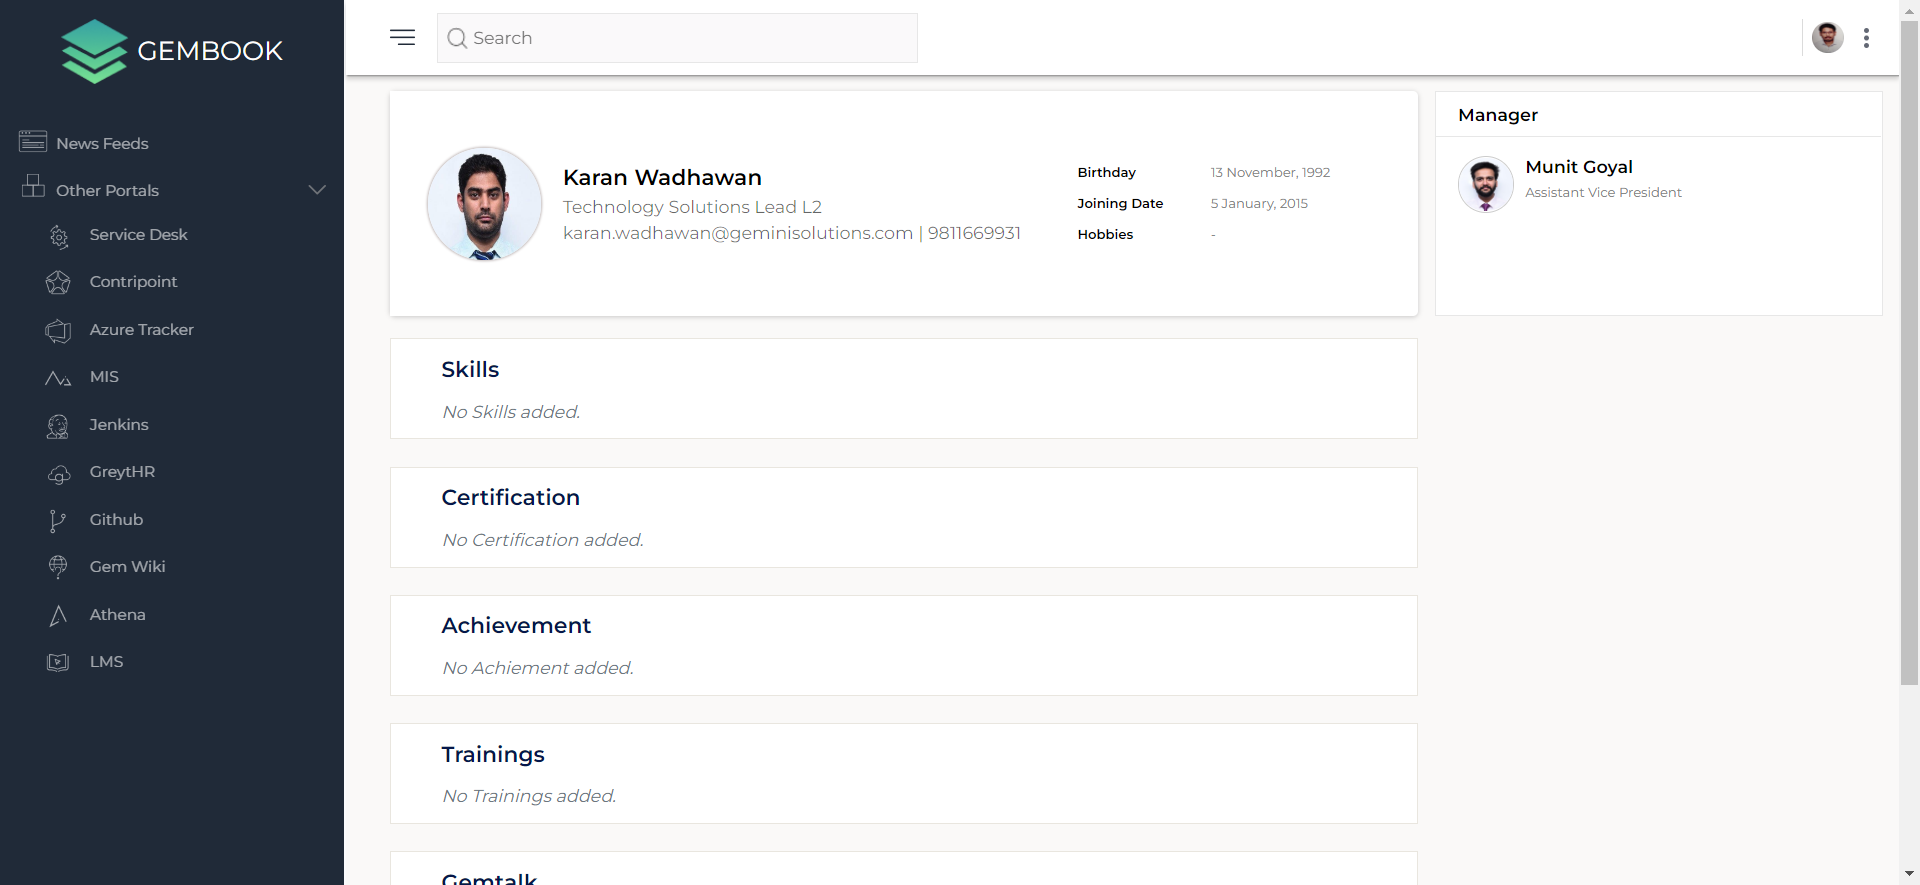 GEMBOOK
News Feeds
Other Portals
Service Desk
Contripoint
Azure Tracker
MIS
Jenkins
GreytHR
Github
Gem Wiki
Athena
LMS
Search
Karan Wadhawan
Technology Solutions Lead L2
karan.wadhawan@geminisolutions.com | 9811669931
Birthday 13 November, 1992
Joining Date 5 January, 2015
Hobbies -
Manager
Munit Goyal
Assistant Vice President
Skills
No Skills added.
Certification
No Certification added.
Achievement
No Achiement added.
Trainings
No Trainings added.
Gemtalk